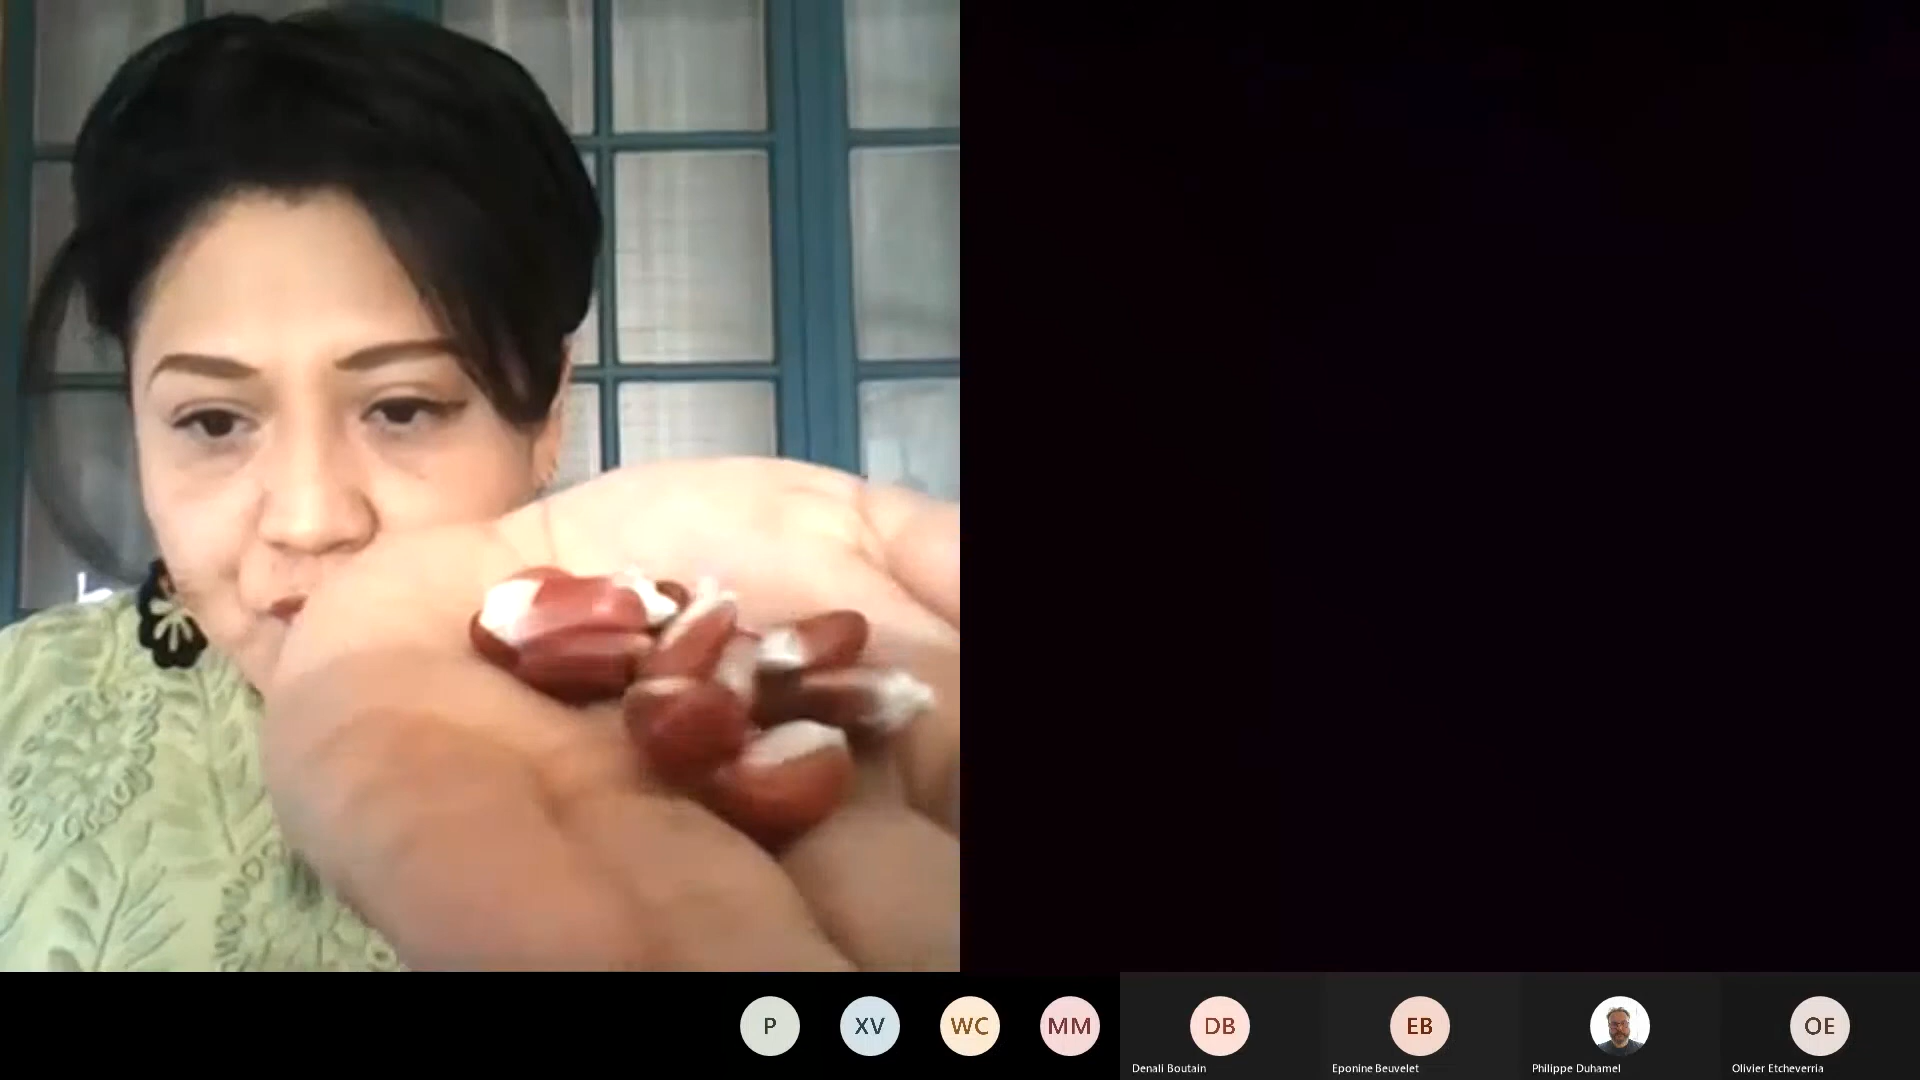 P
XV
WC
MM
DB
EB
OE
Denali Boutain
Eponine Beuvelet
Philippe Duhamel
Olivier Etcheverria